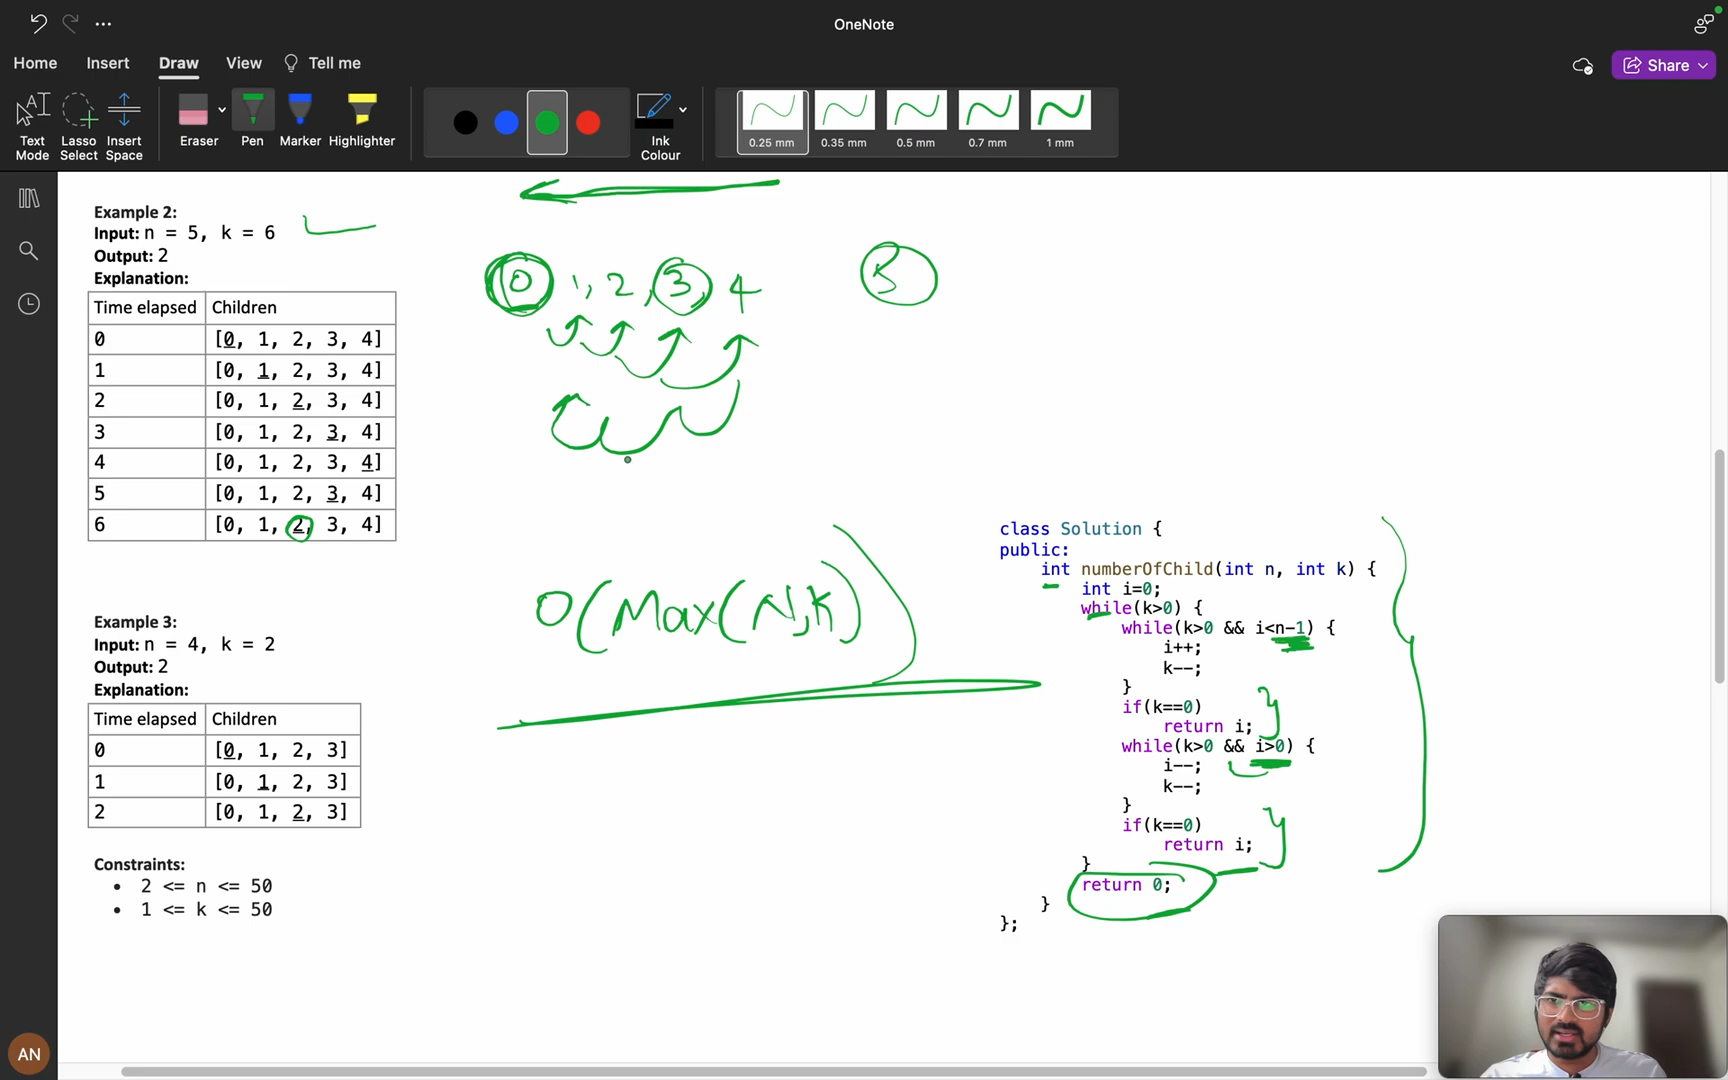 OneNote
Home Insert Draw View Tell me
Share
Text Mode
Lasso Select
Insert Space
Eraser
Pen
Marker
Highlighter
Ink Colour
0.25 mm
0.35 mm
0.5 mm
0.7 mm
1 mm
Example 2:
Input: n = 5, k = 6
Output: 2
Explanation:
Time elapsed Children
0 [0, 1, 2, 3, 4]
1 [0, 1, 2, 3, 4]
2 [0, 1, 2, 3, 4]
3 [0, 1, 2, 3, 4]
4 [0, 1, 2, 3, 4]
5 [0, 1, 2, 3, 4]
6 [0, 1, 2, 3, 4]
0 1, 2, 3, 4
5
O(Max(N,K))
Example 3:
Input: n = 4, k = 2
Output: 2
Explanation:
Time elapsed Children
0 [0, 1, 2, 3]
1 [0, 1, 2, 3]
2 [0, 1, 2, 3]
Constraints:
• 2 <= n <= 50
• 1 <= k <= 50
class Solution {
public:
int numberOfChild(int n, int k) {
int i=0;
while(k>0) {
while(k>0 && i<n-1) {
i++;
k--;
}
if(k==0)
return i;
while(k>0 && i>0) {
i--;
k--;
}
if(k==0)
return i;
}
return 0;
}
};
AN